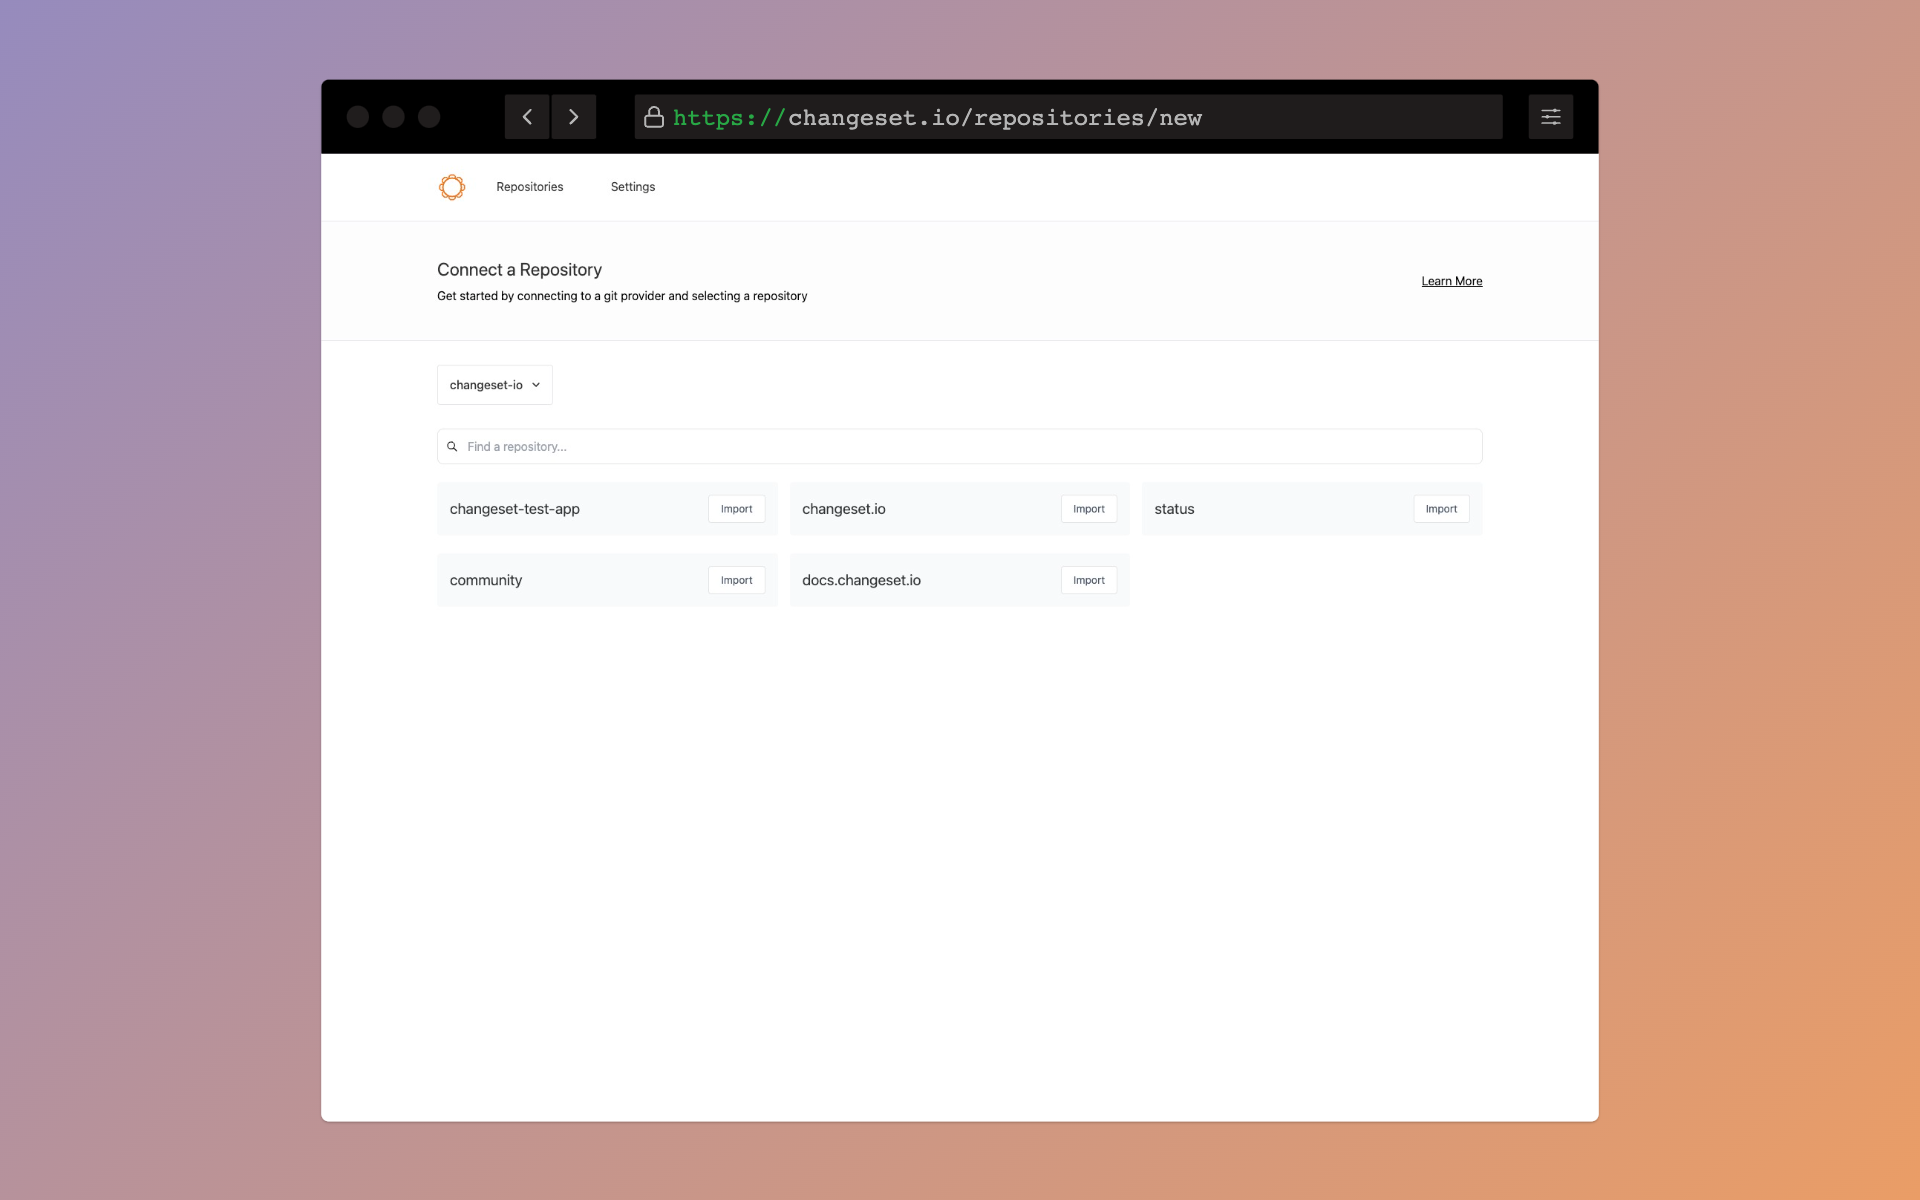 https://changeset.io/repositories/new
Repositories Settings
Connect a Repository
Get started by connecting to a git provider and selecting a repository
Learn More
changeset-io
Find a repository...
changeset-test-app Import changeset.io Import status Import
community Import docs.changeset.io Import